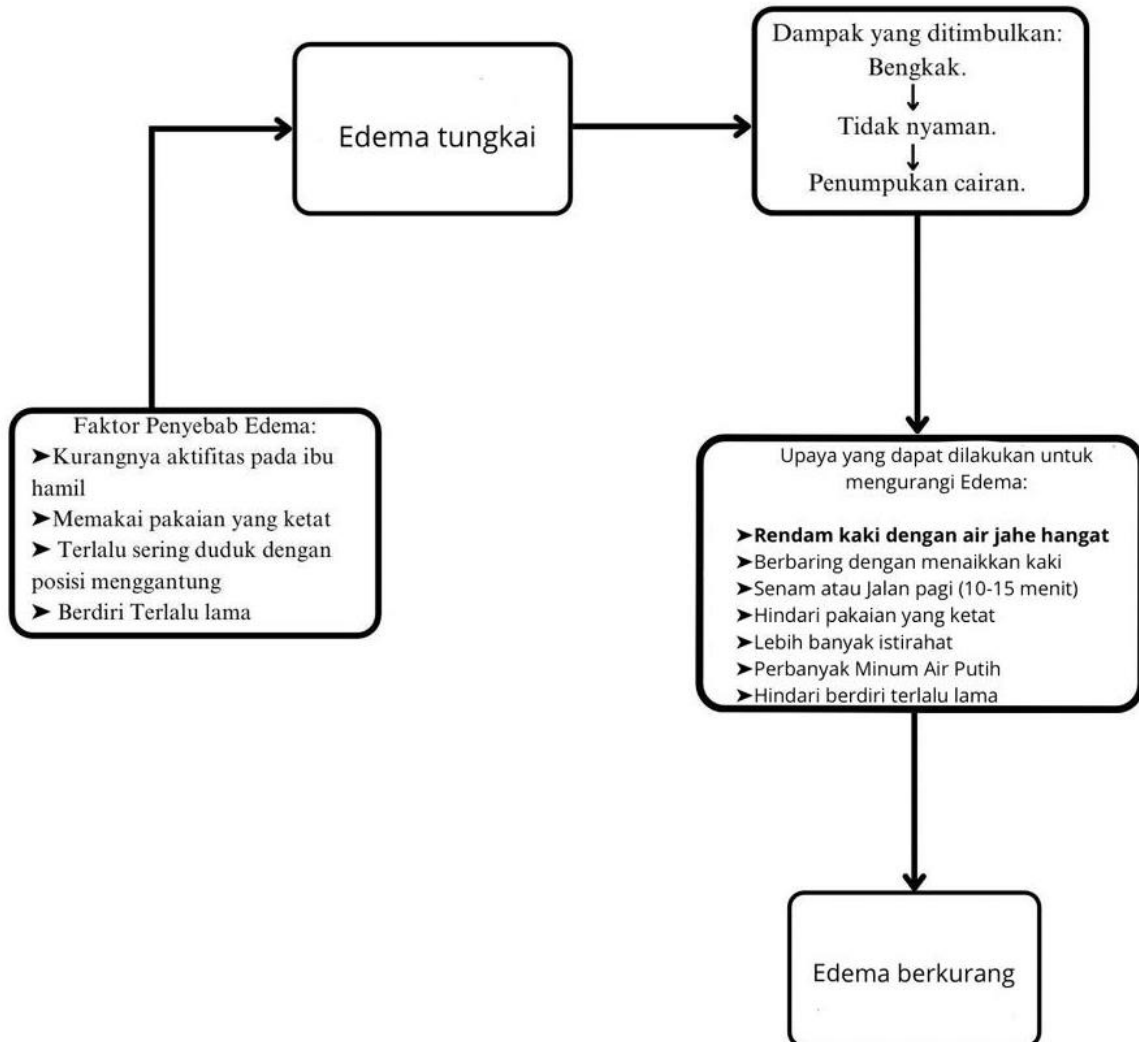 Faktor Penyebab Edema:
➤Kurangnya aktifitas pada ibu
hamil
➤Memakai pakaian yang ketat
➤ Terlalu sering duduk dengan
posisi menggantung
➤ Berdiri Terlalu lama
Edema tungkai
Dampak yang ditimbulkan:
Bengkak.
↓
Tidak nyaman.
↓
Penumpukan cairan.
Upaya yang dapat dilakukan untuk
mengurangi Edema:
➤Rendam kaki dengan air jahe hangat
➤Berbaring dengan menaikkan kaki
➤Senam atau Jalan pagi (10-15 menit)
➤Hindari pakaian yang ketat
➤Lebih banyak istirahat
➤Perbanyak Minum Air Putih
➤Hindari berdiri terlalu lama
Edema berkurang